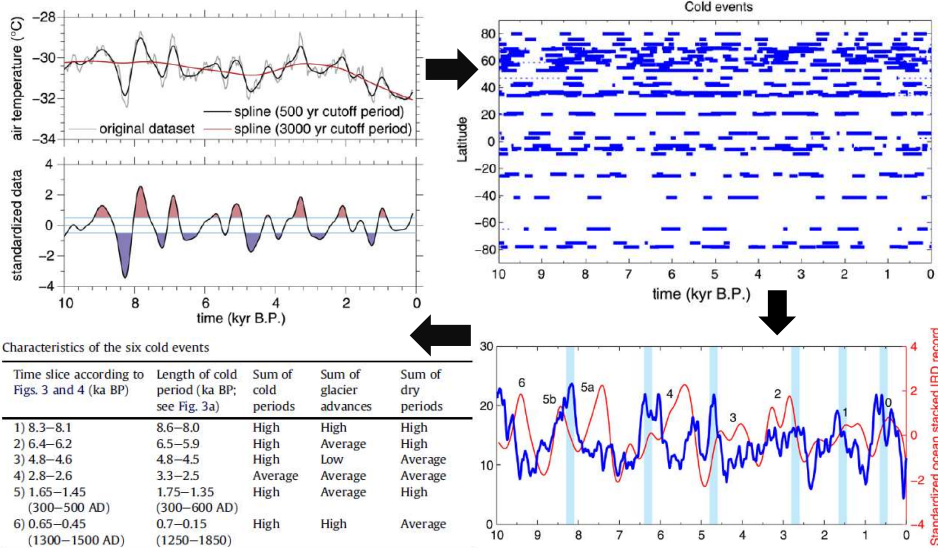 air temperature (°C)
-28
-30
-32
-34
original dataset
spline (500 yr cutoff period)
spline (3000 yr cutoff period)
standardized data
4
2
0
-2
-4
10 8 6 4 2 0
time (kyr B.P.)
Cold events
Latitude
80
60
40
20
0
-20
-40
-60
-80
10 9 8 7 6 5 4 3 2 1 0
time (kyr B.P.)
Characteristics of the six cold events
Time slice according to Length of cold Sum of Sum of Sum of
Figs. 3 and 4 (ka BP) period (ka BP; cold glacier dry
see Fig. 3a) periods advances periods
1) 8.3–8.1 8.6–8.0 High High High
2) 6.4–6.2 6.5–5.9 High Average High
3) 4.8–4.6 4.8–4.5 High Low Average
4) 2.8–2.6 3.3–2.5 Average Average Average
5) 1.65–1.45 1.75–1.35 High Average High
(300–500 AD) (300–600 AD)
6) 0.65–0.45 0.7–0.15 High High Average
(1300–1500 AD) (1250–1850)
30
20
10
0
6 5b 5a 4 3 2 1 0
4
2
0
-2
-4
Standardized ocean stacked IRD record
10 9 8 7 6 5 4 3 2 1 0